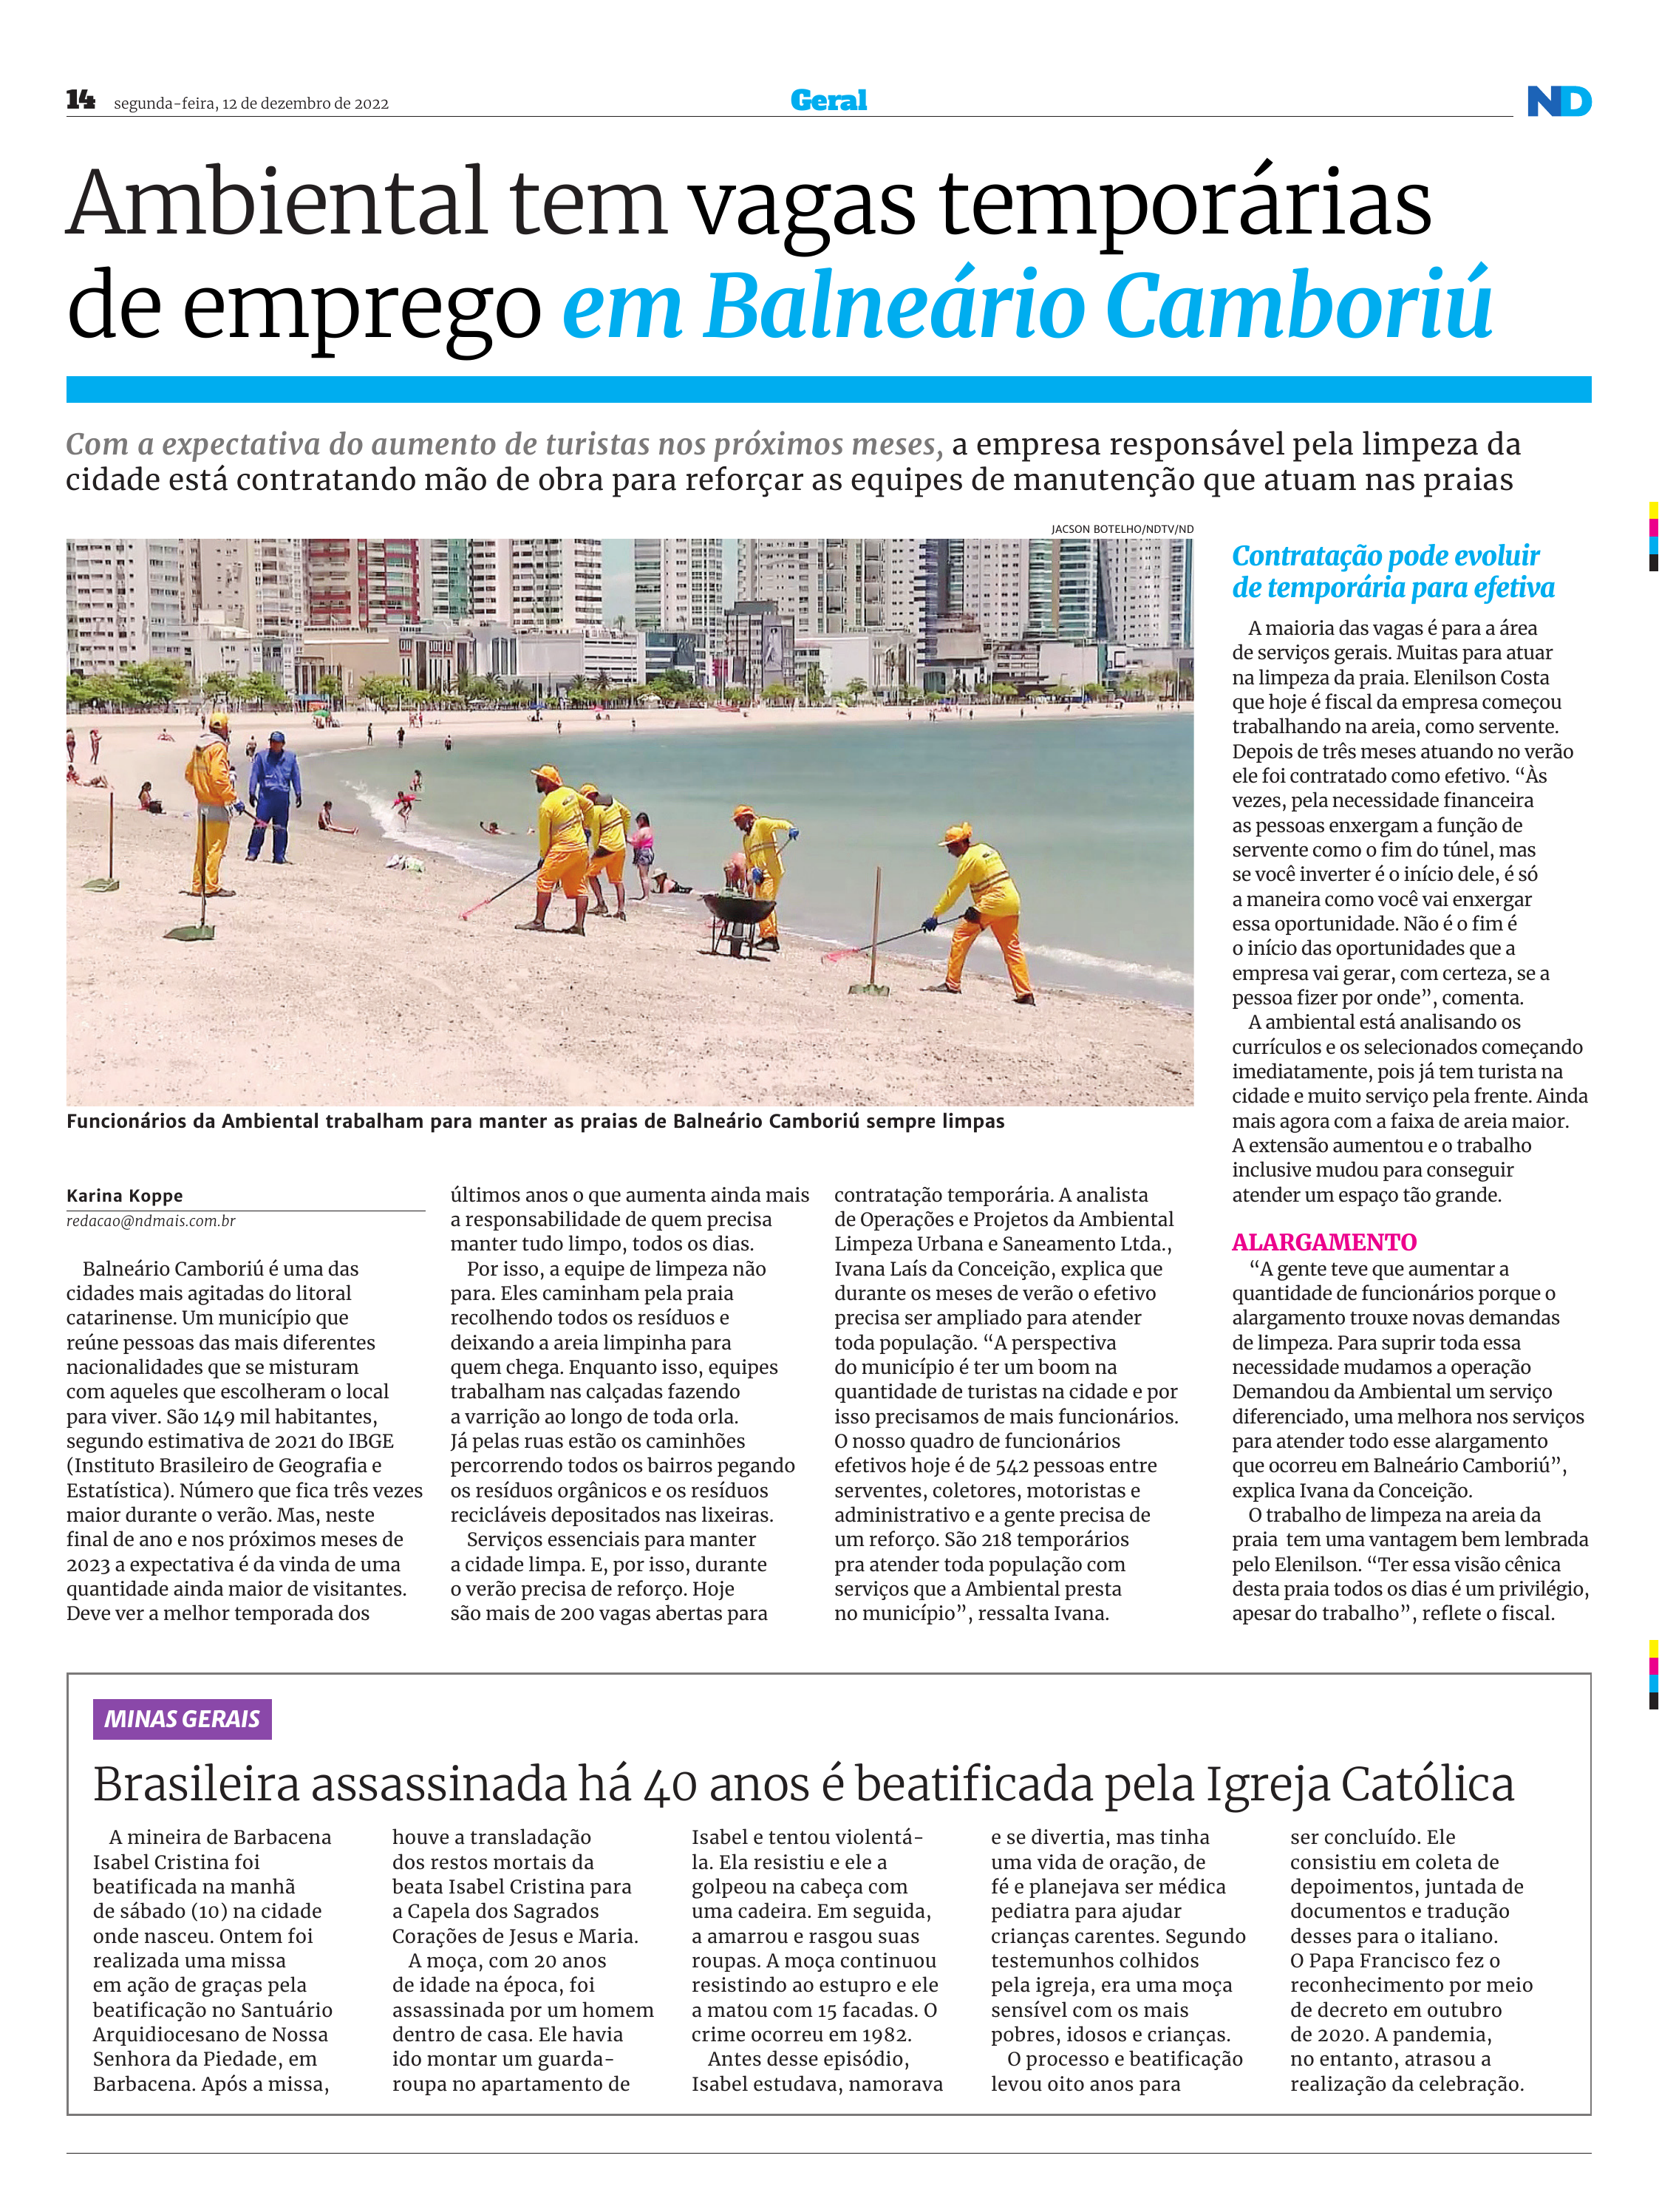 14 segunda-feira, 12 de dezembro de 2022
Geral
ND
Ambiental tem vagas temporárias
de emprego em Balneário Camboriú
Com a expectativa do aumento de turistas nos próximos meses, a empresa responsável pela limpeza da
cidade está contratando mão de obra para reforçar as equipes de manutenção que atuam nas praias
JACSON BOTELHO/NDTV/ND
Funcionários da Ambiental trabalham para manter as praias de Balneário Camboriú sempre limpas
Karina Koppe
redacao@ndmais.com.br
Balneário Camboriú é uma das
cidades mais agitadas do litoral
catarinense. Um município que
reúne pessoas das mais diferentes
nacionalidades que se misturam
com aqueles que escolheram o local
para viver. São 149 mil habitantes,
segundo estimativa de 2021 do IBGE
(Instituto Brasileiro de Geografia e
Estatística). Número que fica três vezes
maior durante o verão. Mas, neste
final de ano e nos próximos meses de
2023 a expectativa é da vinda de uma
quantidade ainda maior de visitantes.
Deve ver a melhor temporada dos
últimos anos o que aumenta ainda mais
a responsabilidade de quem precisa
manter tudo limpo, todos os dias.
Por isso, a equipe de limpeza não
para. Eles caminham pela praia
recolhendo todos os resíduos e
deixando a areia limpinha para
quem chega. Enquanto isso, equipes
trabalham nas calçadas fazendo
a varrição ao longo de toda orla.
Já pelas ruas estão os caminhões
percorrendo todos os bairros pegando
os resíduos orgânicos e os resíduos
recicláveis depositados nas lixeiras.
Serviços essenciais para manter
a cidade limpa. E, por isso, durante
o verão precisa de reforço. Hoje
são mais de 200 vagas abertas para
contratação temporária. A analista
de Operações e Projetos da Ambiental
Limpeza Urbana e Saneamento Ltda.,
Ivana Laís da Conceição, explica que
durante os meses de verão o efetivo
precisa ser ampliado para atender
toda população. “A perspectiva
do município é ter um boom na
quantidade de turistas na cidade e por
isso precisamos de mais funcionários.
O nosso quadro de funcionários
efetivos hoje é de 542 pessoas entre
serventes, coletores, motoristas e
administrativo e a gente precisa de
um reforço. São 218 temporários
pra atender toda população com
serviços que a Ambiental presta
no município”, ressalta Ivana.
Contratação pode evoluir
de temporária para efetiva
A maioria das vagas é para a área
de serviços gerais. Muitas para atuar
na limpeza da praia. Elenilson Costa
que hoje é fiscal da empresa começou
trabalhando na areia, como servente.
Depois de três meses atuando no verão
ele foi contratado como efetivo. “Às
vezes, pela necessidade financeira
as pessoas enxergam a função de
servente como o fim do túnel, mas
se você inverter é o início dele, é só
a maneira como você vai enxergar
essa oportunidade. Não é o fim é
o início das oportunidades que a
empresa vai gerar, com certeza, se a
pessoa fizer por onde”, comenta.
A ambiental está analisando os
currículos e os selecionados começando
imediatamente, pois já tem turista na
cidade e muito serviço pela frente. Ainda
mais agora com a faixa de areia maior.
A extensão aumentou e o trabalho
inclusive mudou para conseguir
atender um espaço tão grande.
ALARGAMENTO
“A gente teve que aumentar a
quantidade de funcionários porque o
alargamento trouxe novas demandas
de limpeza. Para suprir toda essa
necessidade mudamos a operação
Demandou da Ambiental um serviço
diferenciado, uma melhora nos serviços
para atender todo esse alargamento
que ocorreu em Balneário Camboriú”,
explica Ivana da Conceição.
O trabalho de limpeza na areia da
praia tem uma vantagem bem lembrada
pelo Elenilson. “Ter essa visão cênica
desta praia todos os dias é um privilégio,
apesar do trabalho”, reflete o fiscal.
MINAS GERAIS
Brasileira assassinada há 40 anos é beatificada pela Igreja Católica
A mineira de Barbacena
Isabel Cristina foi
beatificada na manhã
de sábado (10) na cidade
onde nasceu. Ontem foi
realizada uma missa
em ação de graças pela
beatificação no Santuário
Arquidiocesano de Nossa
Senhora da Piedade, em
Barbacena. Após a missa,
houve a transladação
dos restos mortais da
beata Isabel Cristina para
a Capela dos Sagrados
Corações de Jesus e Maria.
A moça, com 20 anos
de idade na época, foi
assassinada por um homem
dentro de casa. Ele havia
ido montar um guarda-
roupa no apartamento de
Isabel e tentou violentá-
la. Ela resistiu e ele a
golpeou na cabeça com
uma cadeira. Em seguida,
a amarrou e rasgou suas
roupas. A moça continuou
resistindo ao estupro e ele
a matou com 15 facadas. O
crime ocorreu em 1982.
Antes desse episódio,
Isabel estudava, namorava
e se divertia, mas tinha
uma vida de oração, de
fé e planejava ser médica
pediatra para ajudar
crianças carentes. Segundo
testemunhos colhidos
pela igreja, era uma moça
sensível com os mais
pobres, idosos e crianças.
O processo e beatificação
levou oito anos para
ser concluído. Ele
consistiu em coleta de
depoimentos, juntada de
documentos e tradução
desses para o italiano.
O Papa Francisco fez o
reconhecimento por meio
de decreto em outubro
de 2020. A pandemia,
no entanto, atrasou a
realização da celebração.